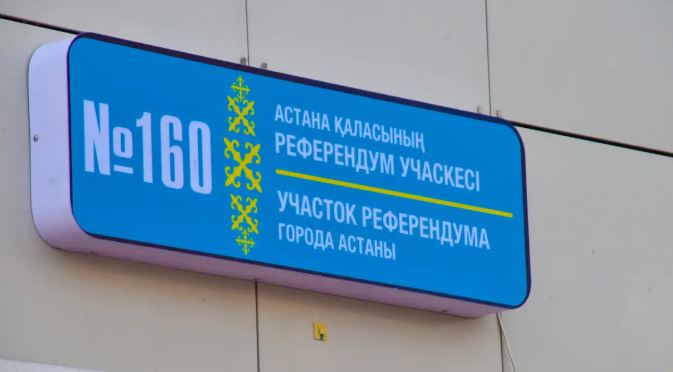 №160
АСТАНА ҚАЛАСЫНЫҢ
РЕФЕРЕНДУМ УЧАСКЕСІ
УЧАСТОК РЕФЕРЕНДУМА
ГОРОДА АСТАНЫ